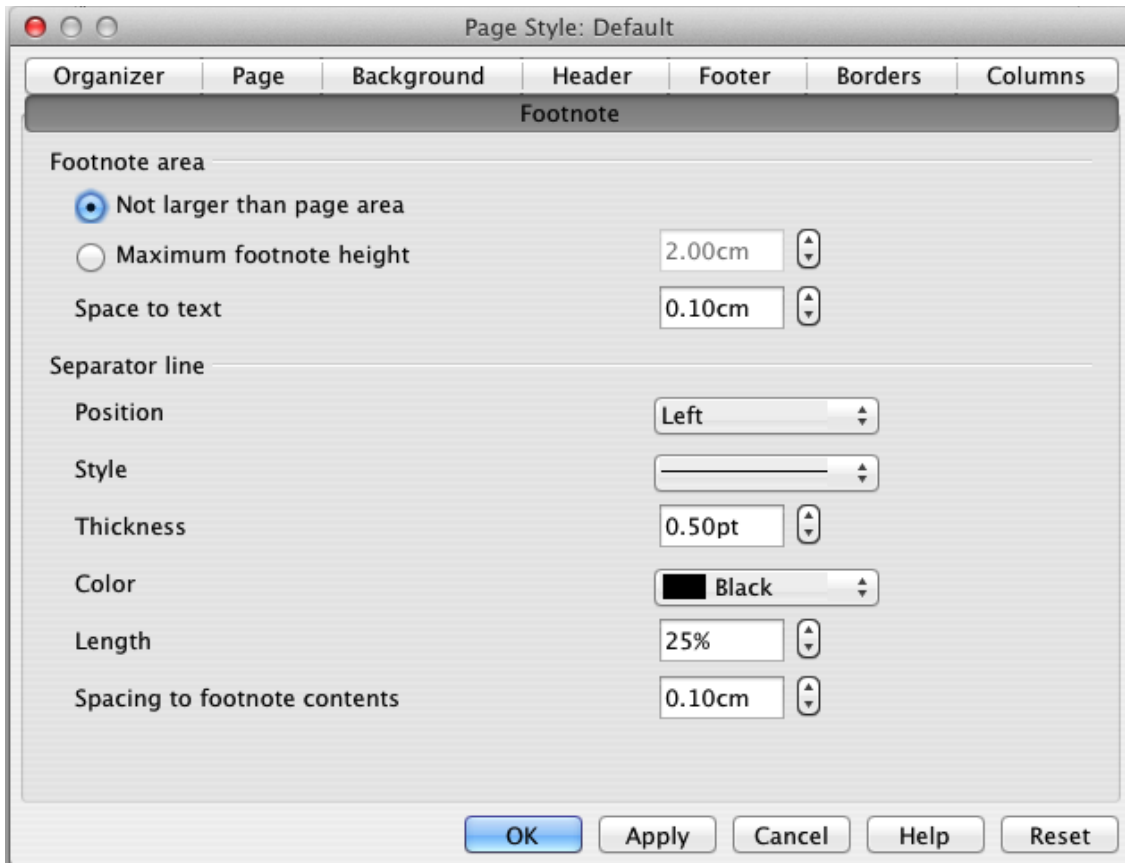 Page Style: Default
Organizer Page Background Header Footer Borders Columns
Footnote
Footnote area
Not larger than page area
Maximum footnote height 2.00cm
Space to text 0.10cm
Separator line
Position Left
Style
Thickness 0.50pt
Color Black
Length 25%
Spacing to footnote contents 0.10cm
OK Apply Cancel Help Reset